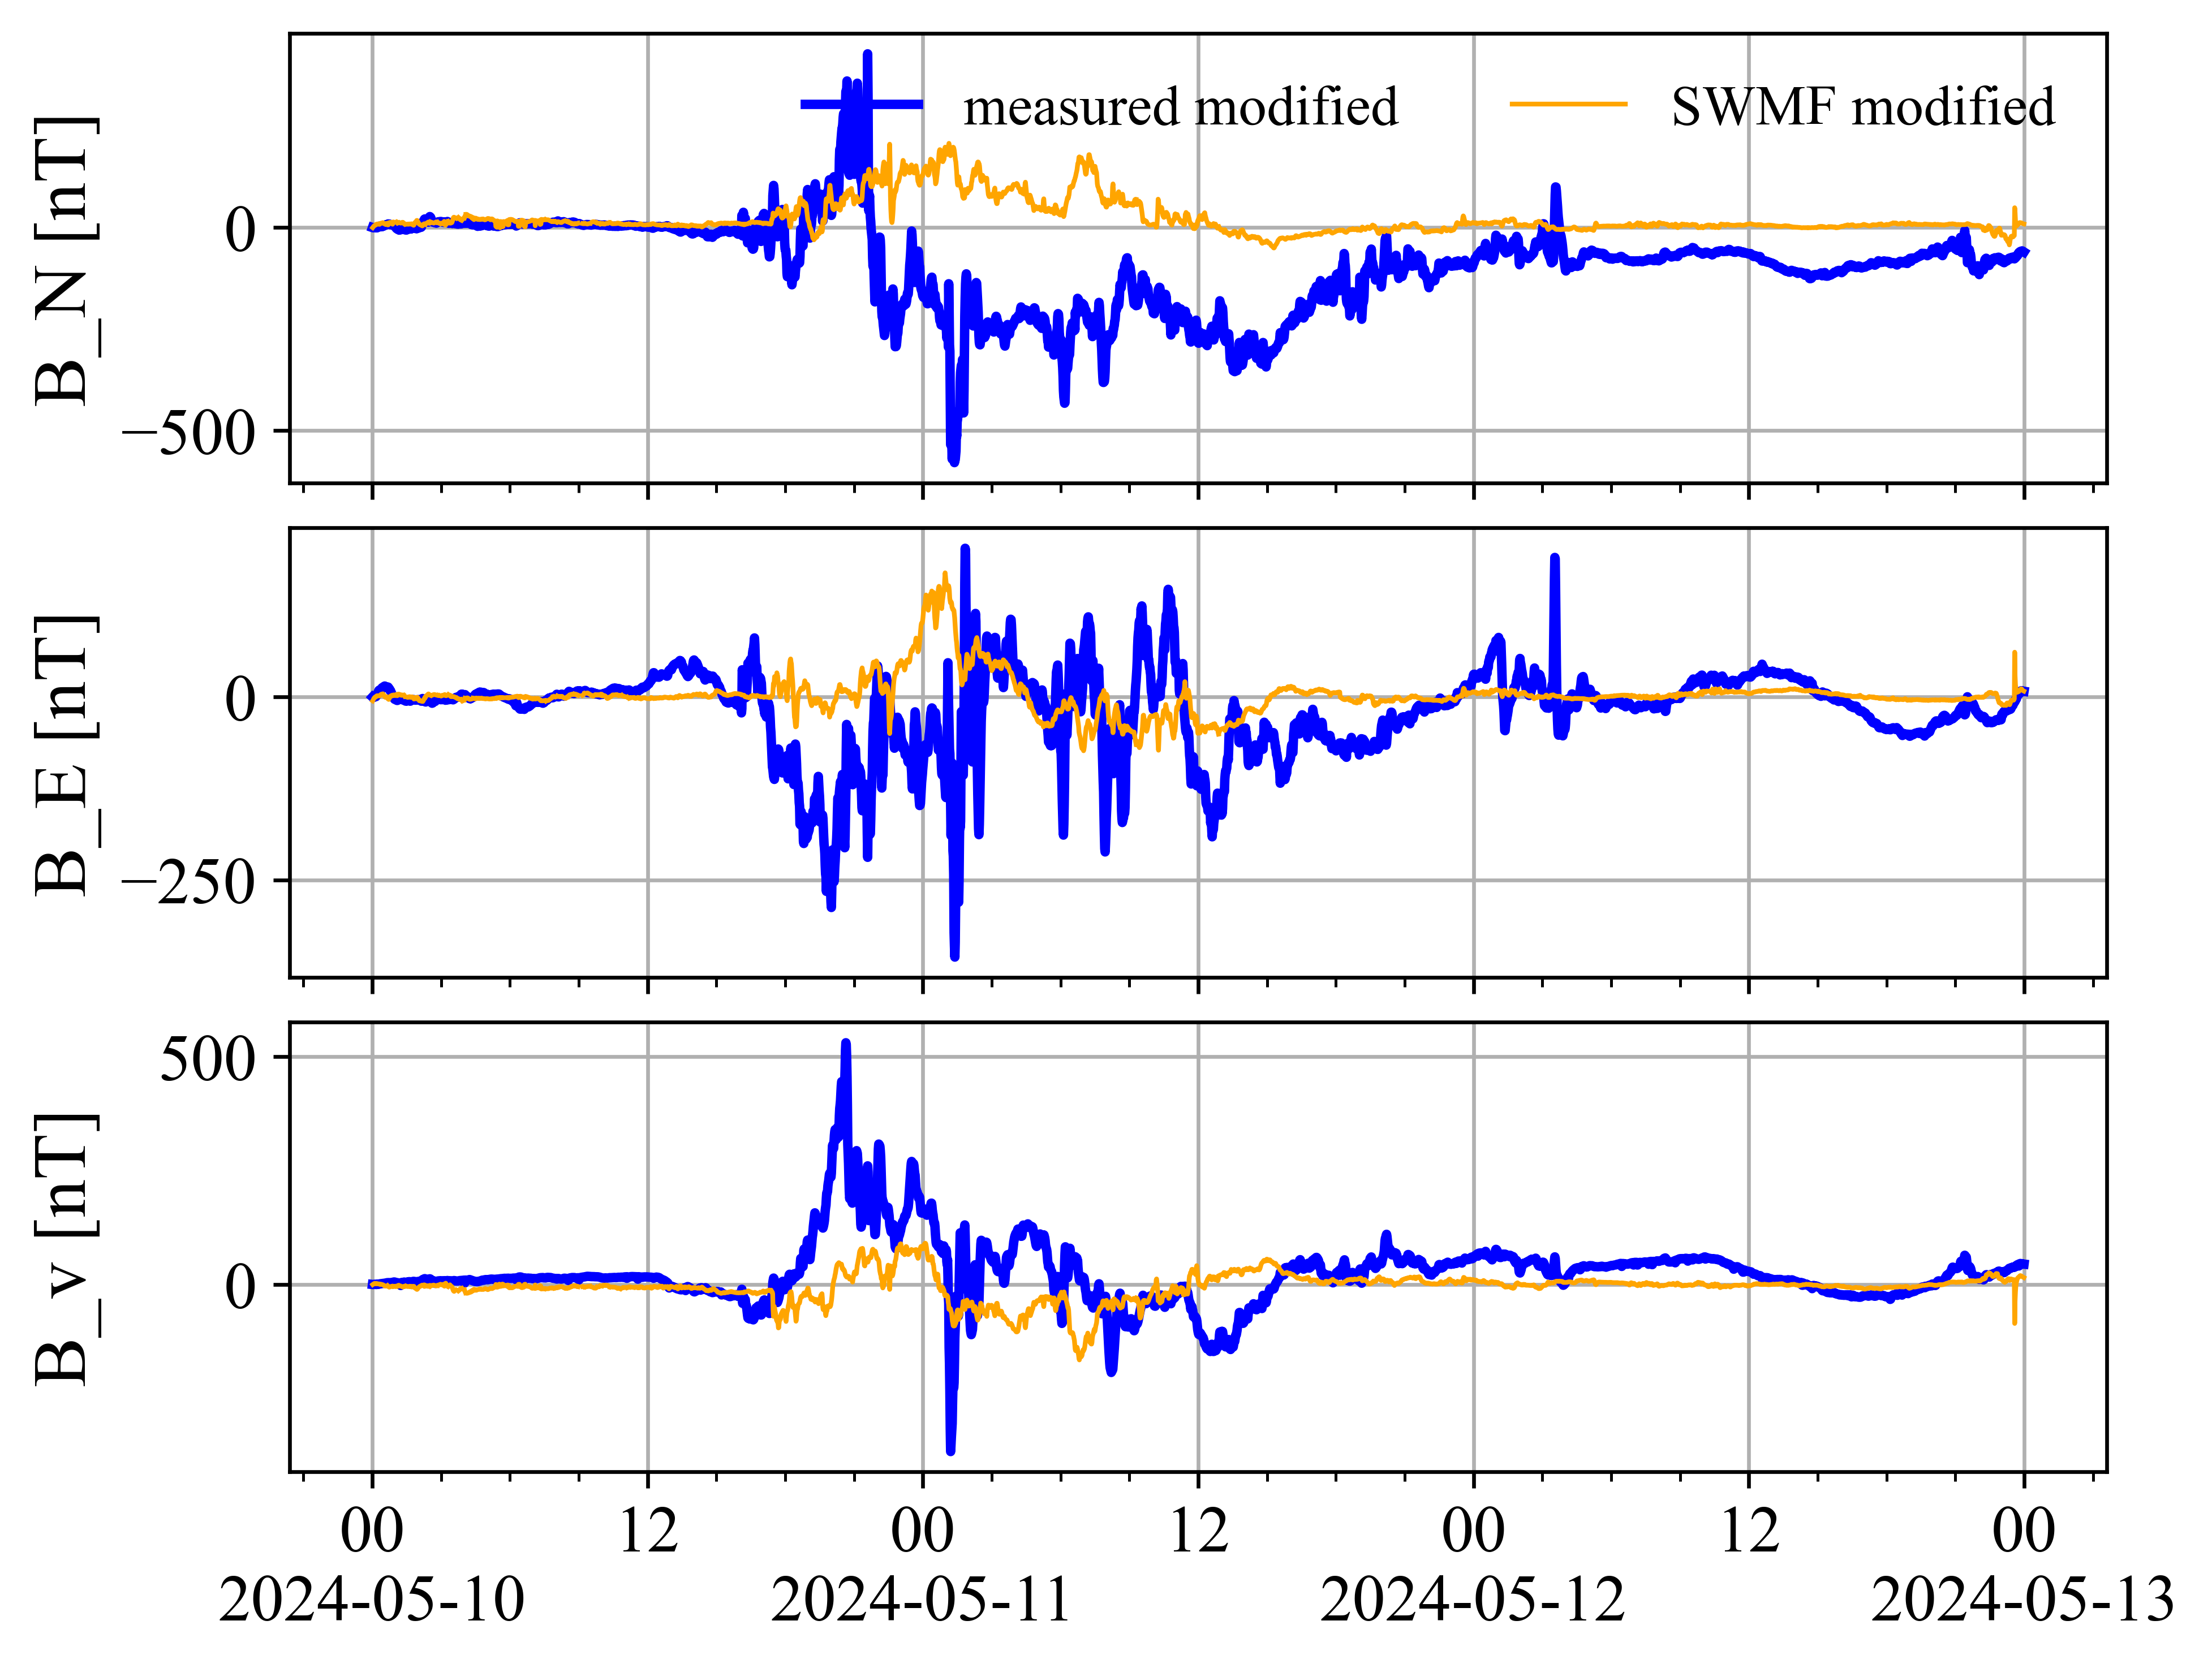 measured modified SWMF modified
B_N [nT]
0
−500
B_E [nT]
0
−250
B_v [nT]
500
0
00 12 00 12 00 12 00
2024-05-10 2024-05-11 2024-05-12 2024-05-13